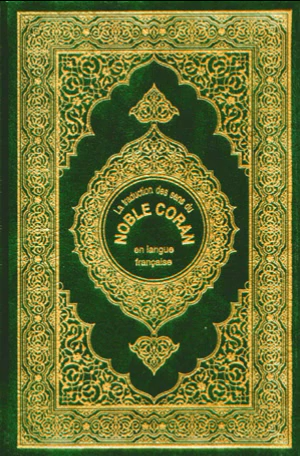 La traduction des sens du
NOBLE CORAN
en langue
française